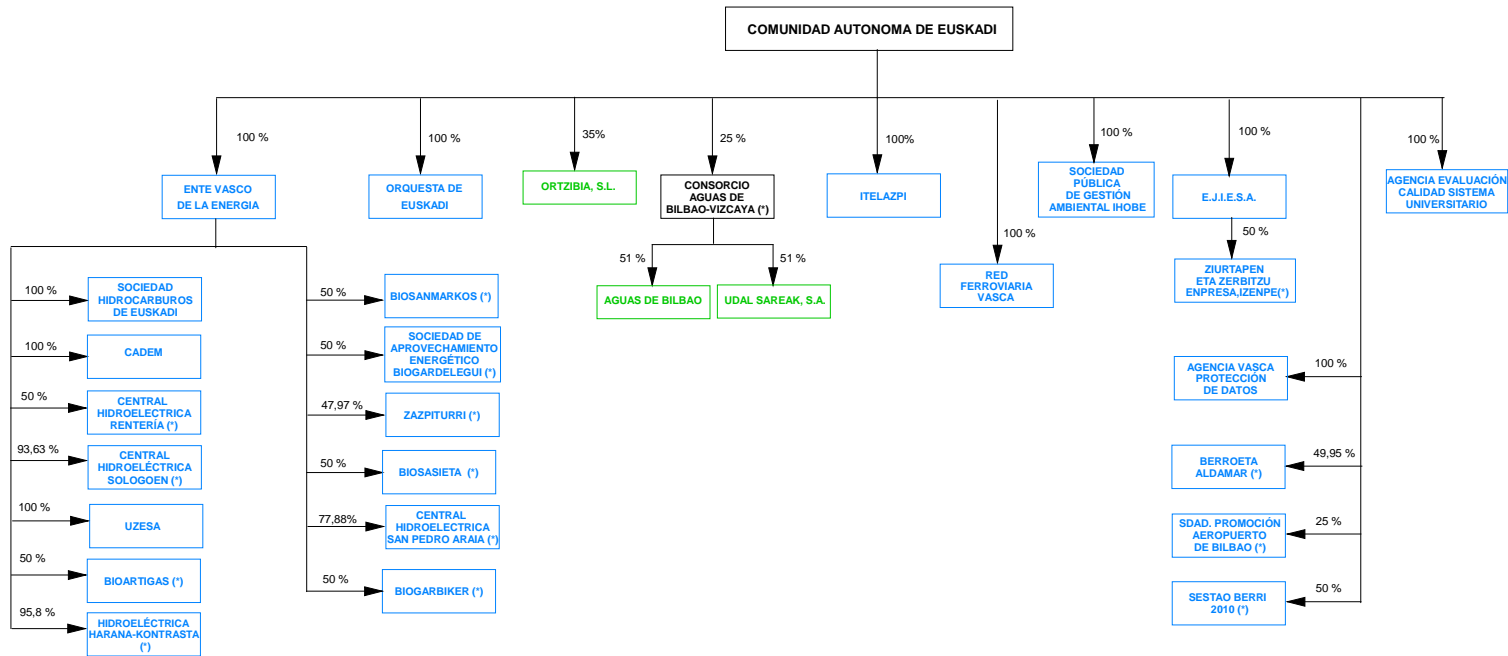 COMUNIDAD AUTONOMA DE EUSKADI
100 %
100 %
35%
25 %
100%
100 %
100 %
100 %
100 %
ENTE VASCO
DE LA ENERGIA
ORQUESTA DE
EUSKADI
ORTZIBIA, S.L.
CONSORCIO
AGUAS DE
BILBAO-VIZCAYA (*)
ITELAZPI
SOCIEDAD
PÚBLICA
DE GESTIÓN
AMBIENTAL IHOBE
E.J.I.E.S.A.
AGENCIA EVALUACIÓN
CALIDAD SISTEMA
UNIVERSITARIO
51 %
51 %
50 %
AGUAS DE BILBAO
UDAL SAREAK, S.A.
RED
FERROVIARIA
VASCA
ZIURTAPEN
ETA ZERBITZU
ENPRESA,IZENPE(*)
100 %
SOCIEDAD
HIDROCARBUROS
DE EUSKADI
100 %
CADEM
50 %
CENTRAL
HIDROELECTRICA
RENTERÍA (*)
93,63 %
CENTRAL
HIDROELÉCTRICA
SOLOGOEN (*)
100 %
UZESA
50 %
BIOARTIGAS (*)
95,8 %
HIDROELÉCTRICA
HARANA-KONTRASTA
(*)
50 %
BIOSANMARKOS (*)
50 %
SOCIEDAD DE
APROVECHAMIENTO
ENERGÉTICO
BIOGARDELEGUI (*)
47,97 %
ZAZPITURRI (*)
50 %
BIOSASIETA (*)
77,88%
CENTRAL
HIDROELECTRICA
SAN PEDRO ARAIA (*)
50 %
BIOGARBIKER (*)
AGENCIA VASCA
PROTECCIÓN
DE DATOS
100 %
BERROETA
ALDAMAR (*)
49,95 %
SDAD. PROMOCIÓN
AEROPUERTO
DE BILBAO (*)
25 %
SESTAO BERRI
2010 (*)
50 %